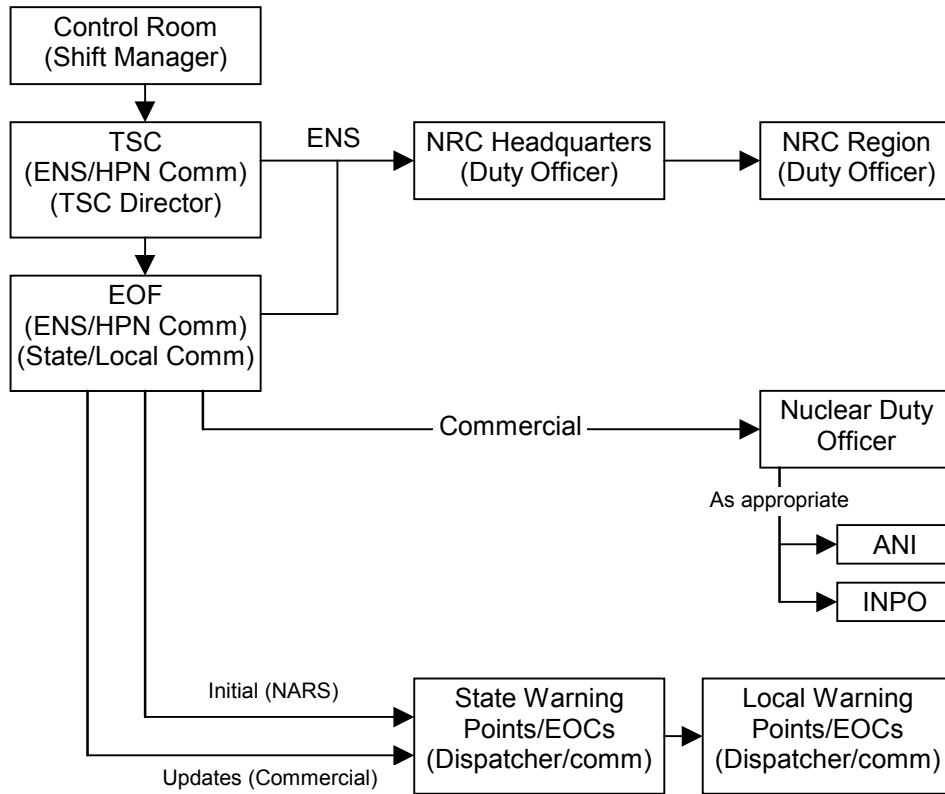 Control Room
(Shift Manager)
TSC
(ENS/HPN Comm)
(TSC Director)
ENS
NRC Headquarters
(Duty Officer)
NRC Region
(Duty Officer)
EOF
(ENS/HPN Comm)
(State/Local Comm)
Commercial
Nuclear Duty
Officer
As appropriate
ANI
INPO
Initial (NARS)
Updates (Commercial)
State Warning
Points/EOCs
(Dispatcher/comm)
Local Warning
Points/EOCs
(Dispatcher/comm)